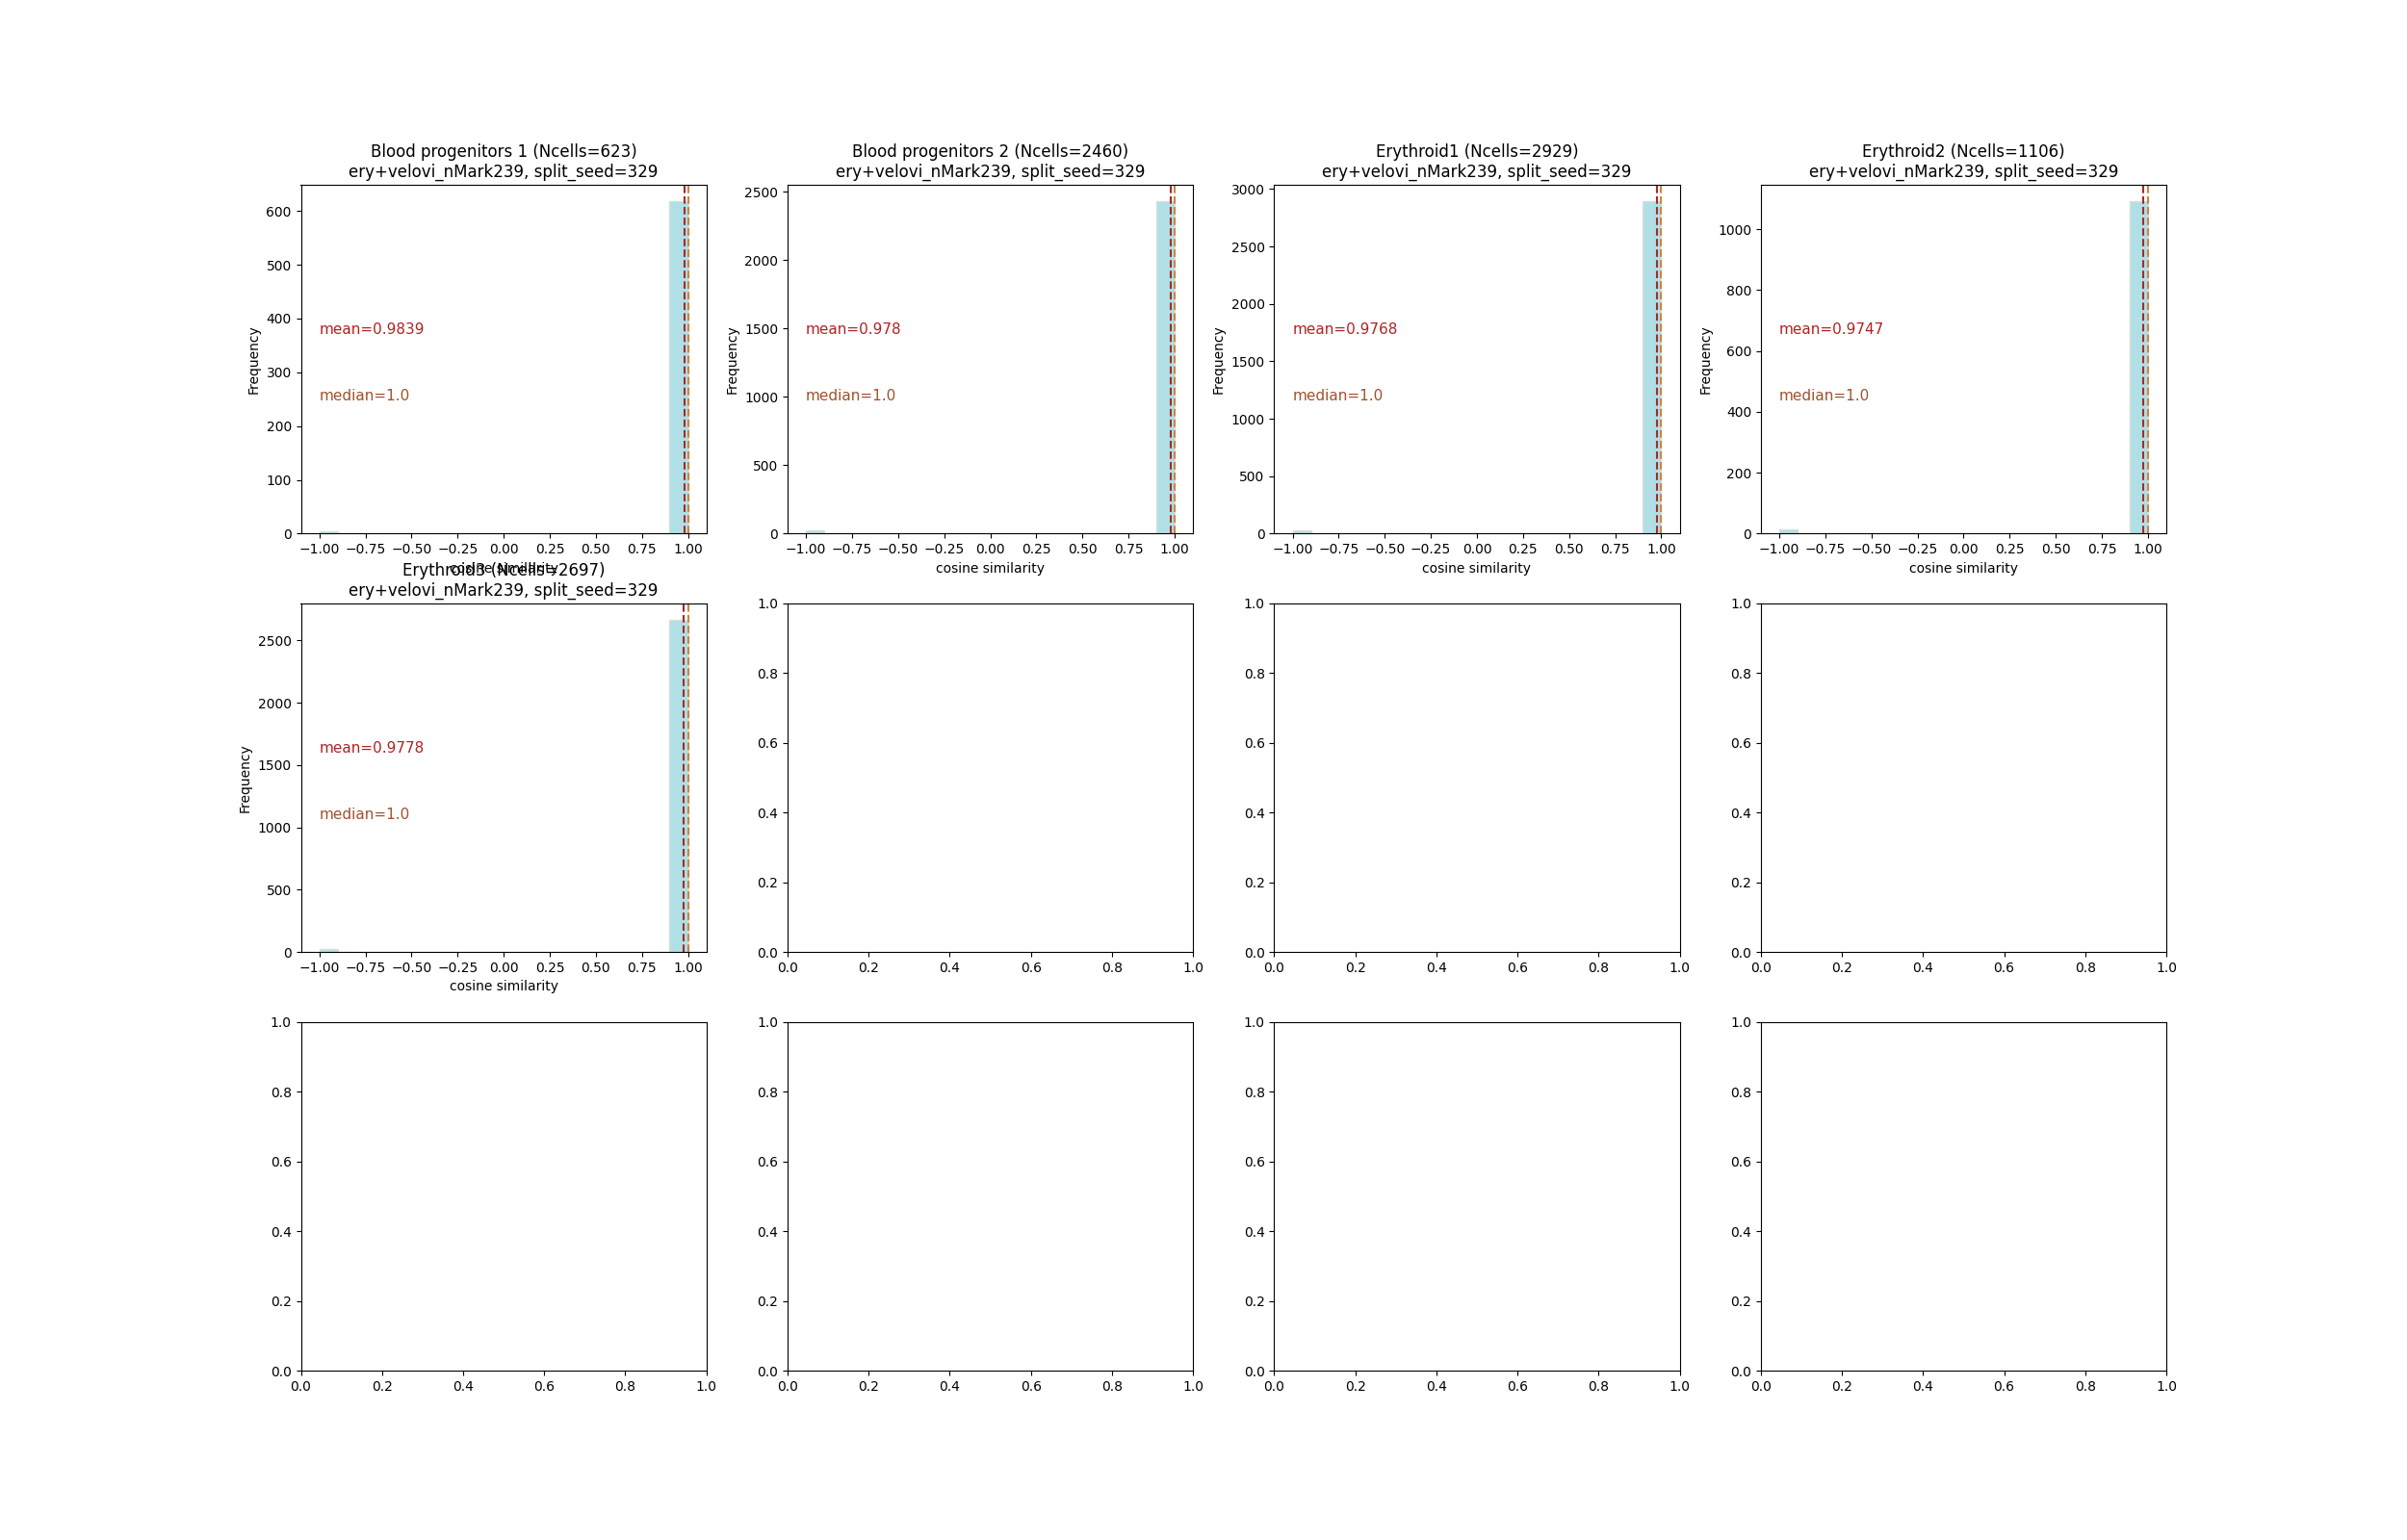 Blood progenitors 1 (Ncells=623)
ery+velovi_nMark239, split_seed=329
600
500
400
300
200
100
0
Frequency
mean=0.9839
median=1.0
−1.00 −0.75 −0.50 −0.25 0.00 0.25 0.50 0.75 1.00
cosine similarity
Blood progenitors 2 (Ncells=2460)
ery+velovi_nMark239, split_seed=329
2500
2000
1500
1000
500
0
Frequency
mean=0.978
median=1.0
−1.00 −0.75 −0.50 −0.25 0.00 0.25 0.50 0.75 1.00
cosine similarity
Erythroid1 (Ncells=2929)
ery+velovi_nMark239, split_seed=329
3000
2500
2000
1500
1000
500
0
Frequency
mean=0.9768
median=1.0
−1.00 −0.75 −0.50 −0.25 0.00 0.25 0.50 0.75 1.00
cosine similarity
Erythroid2 (Ncells=1106)
ery+velovi_nMark239, split_seed=329
1000
800
600
400
200
0
Frequency
mean=0.9747
median=1.0
−1.00 −0.75 −0.50 −0.25 0.00 0.25 0.50 0.75 1.00
cosine similarity
Erythroid3 (Ncells=2697)
ery+velovi_nMark239, split_seed=329
2500
2000
1500
1000
500
0
Frequency
mean=0.9778
median=1.0
−1.00 −0.75 −0.50 −0.25 0.00 0.25 0.50 0.75 1.00
cosine similarity
1.0
0.8
0.6
0.4
0.2
0.0
0.0 0.2 0.4 0.6 0.8 1.0
1.0
0.8
0.6
0.4
0.2
0.0
0.0 0.2 0.4 0.6 0.8 1.0
1.0
0.8
0.6
0.4
0.2
0.0
0.0 0.2 0.4 0.6 0.8 1.0
1.0
0.8
0.6
0.4
0.2
0.0
0.0 0.2 0.4 0.6 0.8 1.0
1.0
0.8
0.6
0.4
0.2
0.0
0.0 0.2 0.4 0.6 0.8 1.0
1.0
0.8
0.6
0.4
0.2
0.0
0.0 0.2 0.4 0.6 0.8 1.0
1.0
0.8
0.6
0.4
0.2
0.0
0.0 0.2 0.4 0.6 0.8 1.0